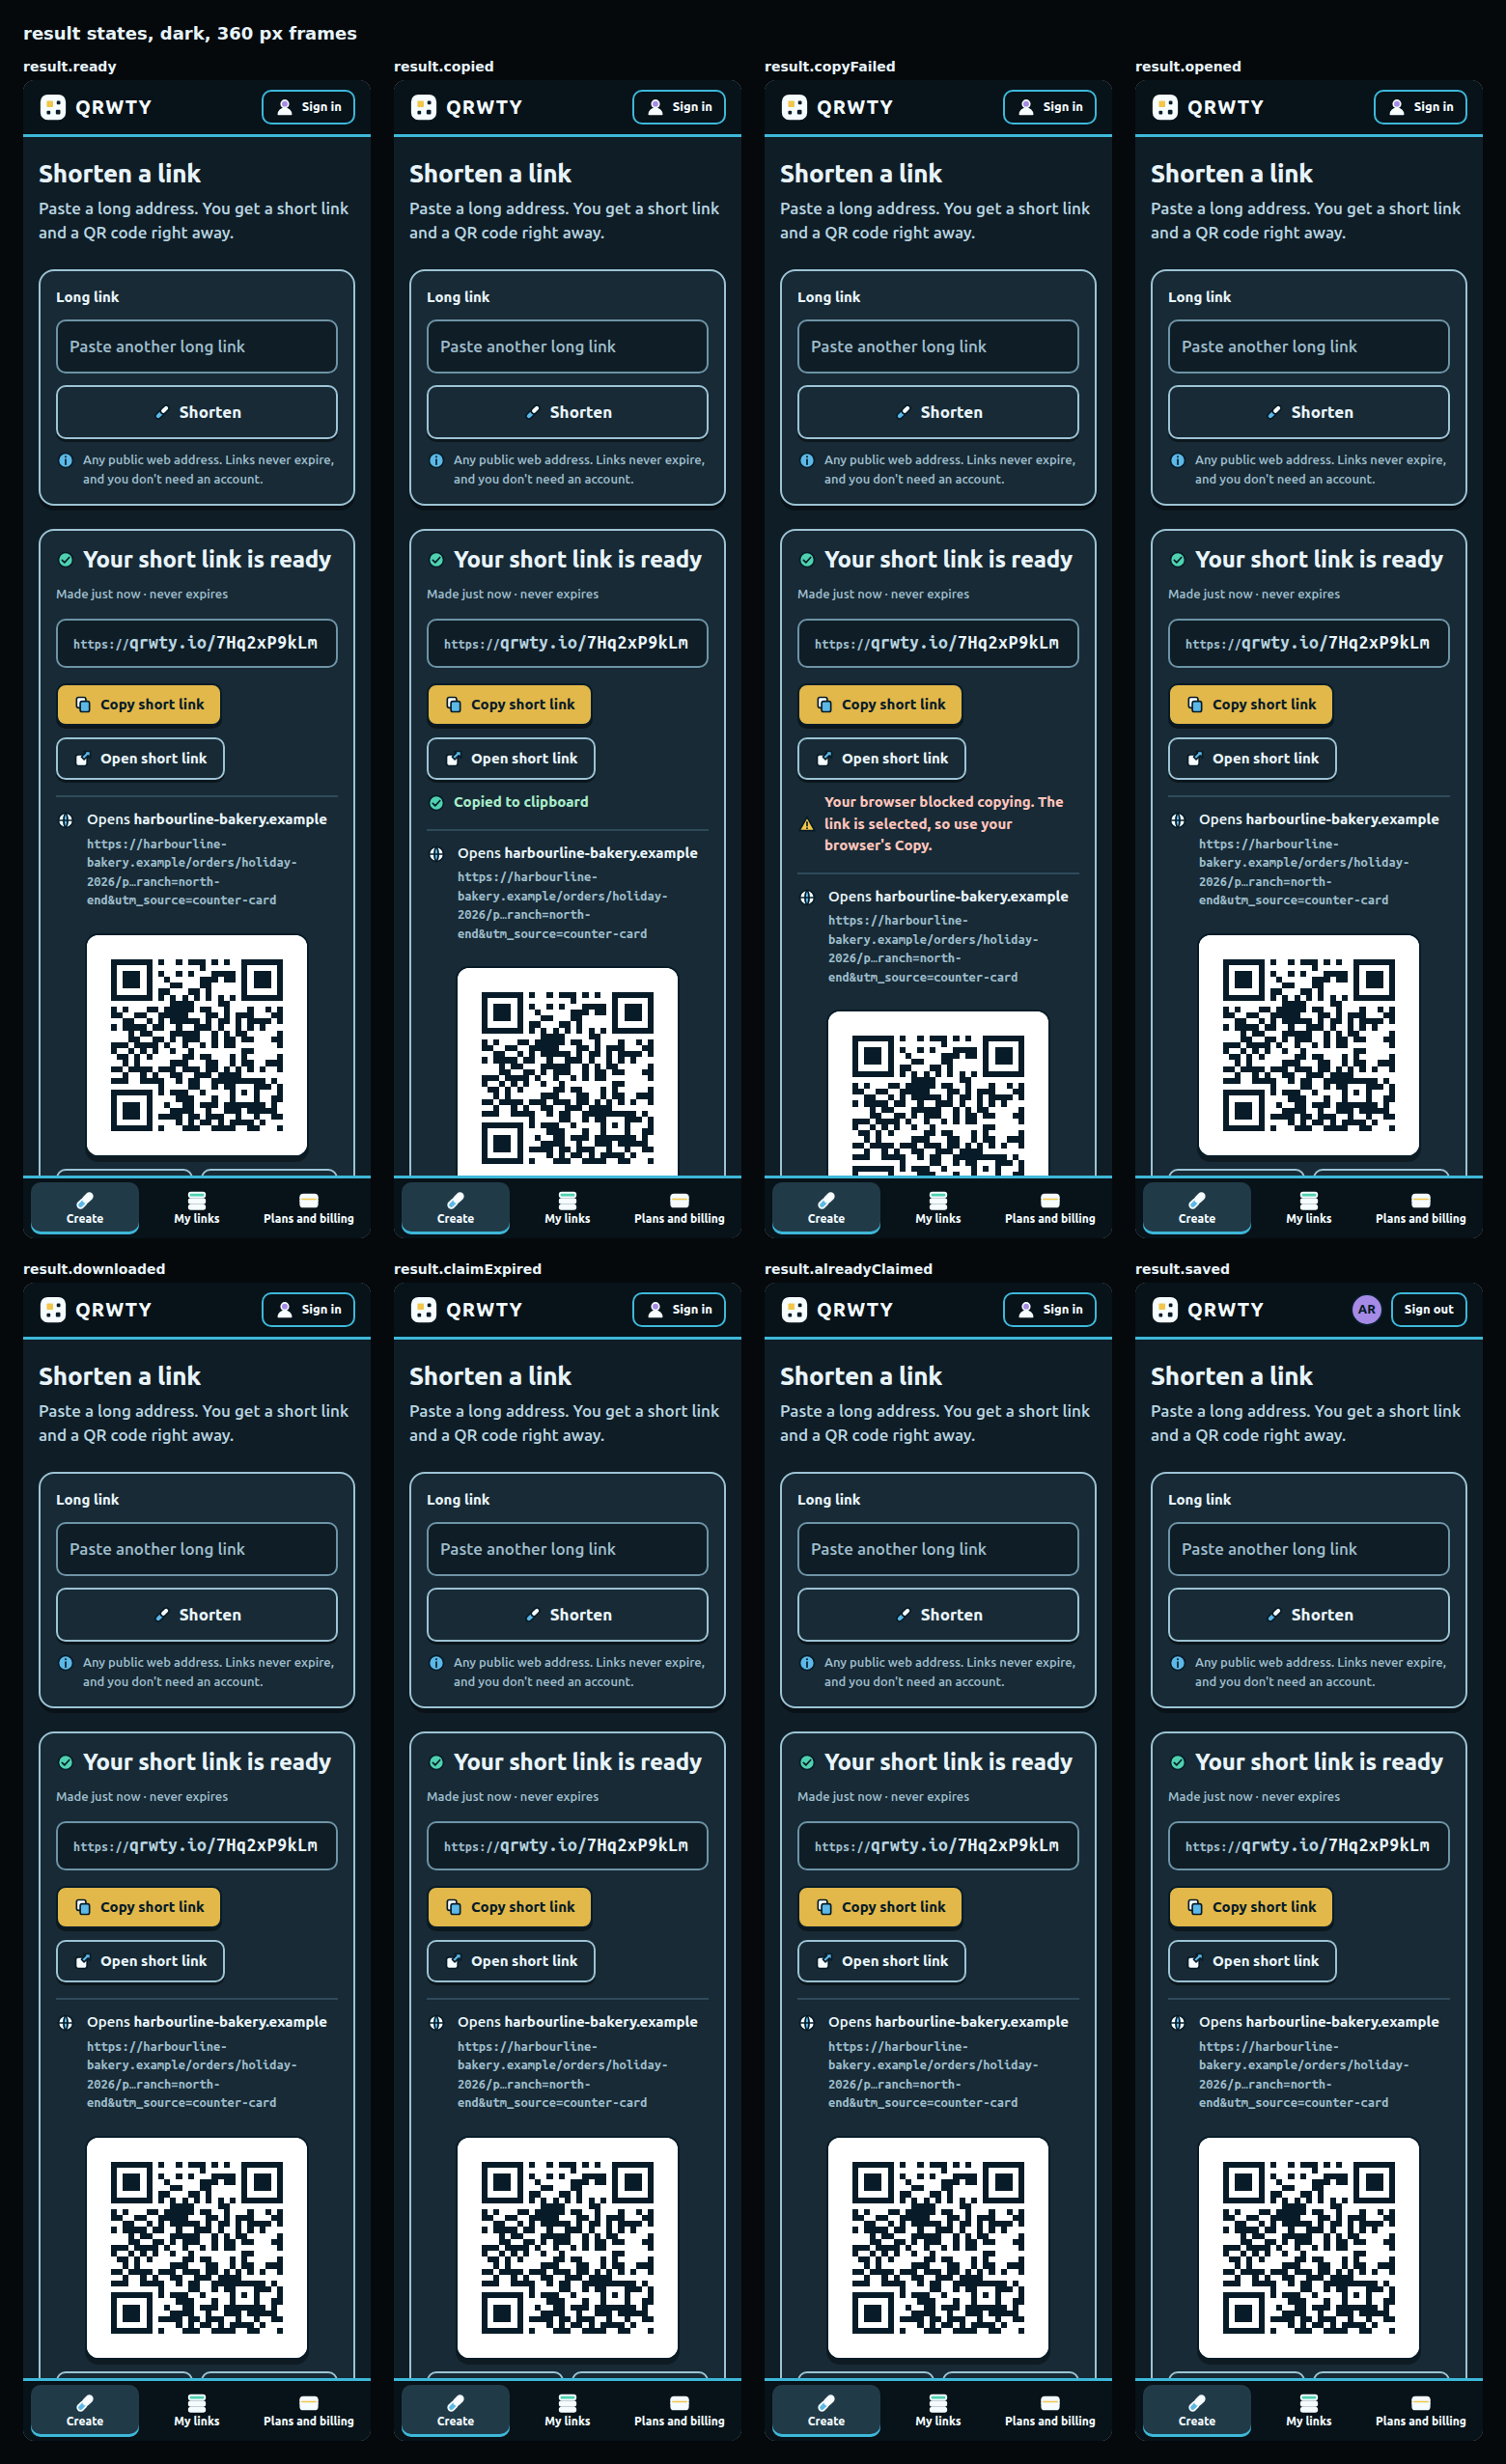 result states, dark, 360 px frames
result.ready
QRWTY
Sign in
Shorten a link
Paste a long address. You get a short link
and a QR code right away.
Long link
Paste another long link
Shorten
Any public web address. Links never expire,
and you don't need an account.
Your short link is ready
Made just now · never expires
https://qrwty.io/7Hq2xP9kLm
Copy short link
Open short link
Opens harbourline-bakery.example
https://harbourline-
bakery.example/orders/holiday-
2026/p…ranch=north-
end&utm_source=counter-card
Create
My links
Plans and billing
result.copied
QRWTY
Sign in
Shorten a link
Paste a long address. You get a short link
and a QR code right away.
Long link
Paste another long link
Shorten
Any public web address. Links never expire,
and you don't need an account.
Your short link is ready
Made just now · never expires
https://qrwty.io/7Hq2xP9kLm
Copy short link
Open short link
Copied to clipboard
Opens harbourline-bakery.example
https://harbourline-
bakery.example/orders/holiday-
2026/p…ranch=north-
end&utm_source=counter-card
Create
My links
Plans and billing
result.copyFailed
QRWTY
Sign in
Shorten a link
Paste a long address. You get a short link
and a QR code right away.
Long link
Paste another long link
Shorten
Any public web address. Links never expire,
and you don't need an account.
Your short link is ready
Made just now · never expires
https://qrwty.io/7Hq2xP9kLm
Copy short link
Open short link
Your browser blocked copying. The
link is selected, so use your
browser's Copy.
Opens harbourline-bakery.example
https://harbourline-
bakery.example/orders/holiday-
2026/p…ranch=north-
end&utm_source=counter-card
Create
My links
Plans and billing
result.opened
QRWTY
Sign in
Shorten a link
Paste a long address. You get a short link
and a QR code right away.
Long link
Paste another long link
Shorten
Any public web address. Links never expire,
and you don't need an account.
Your short link is ready
Made just now · never expires
https://qrwty.io/7Hq2xP9kLm
Copy short link
Open short link
Opens harbourline-bakery.example
https://harbourline-
bakery.example/orders/holiday-
2026/p…ranch=north-
end&utm_source=counter-card
Create
My links
Plans and billing
result.downloaded
QRWTY
Sign in
Shorten a link
Paste a long address. You get a short link
and a QR code right away.
Long link
Paste another long link
Shorten
Any public web address. Links never expire,
and you don't need an account.
Your short link is ready
Made just now · never expires
https://qrwty.io/7Hq2xP9kLm
Copy short link
Open short link
Opens harbourline-bakery.example
https://harbourline-
bakery.example/orders/holiday-
2026/p…ranch=north-
end&utm_source=counter-card
Create
My links
Plans and billing
result.claimExpired
QRWTY
Sign in
Shorten a link
Paste a long address. You get a short link
and a QR code right away.
Long link
Paste another long link
Shorten
Any public web address. Links never expire,
and you don't need an account.
Your short link is ready
Made just now · never expires
https://qrwty.io/7Hq2xP9kLm
Copy short link
Open short link
Opens harbourline-bakery.example
https://harbourline-
bakery.example/orders/holiday-
2026/p…ranch=north-
end&utm_source=counter-card
Create
My links
Plans and billing
result.alreadyClaimed
QRWTY
Sign in
Shorten a link
Paste a long address. You get a short link
and a QR code right away.
Long link
Paste another long link
Shorten
Any public web address. Links never expire,
and you don't need an account.
Your short link is ready
Made just now · never expires
https://qrwty.io/7Hq2xP9kLm
Copy short link
Open short link
Opens harbourline-bakery.example
https://harbourline-
bakery.example/orders/holiday-
2026/p…ranch=north-
end&utm_source=counter-card
Create
My links
Plans and billing
result.saved
QRWTY
AR
Sign out
Shorten a link
Paste a long address. You get a short link
and a QR code right away.
Long link
Paste another long link
Shorten
Any public web address. Links never expire,
and you don't need an account.
Your short link is ready
Made just now · never expires
https://qrwty.io/7Hq2xP9kLm
Copy short link
Open short link
Opens harbourline-bakery.example
https://harbourline-
bakery.example/orders/holiday-
2026/p…ranch=north-
end&utm_source=counter-card
Create
My links
Plans and billing